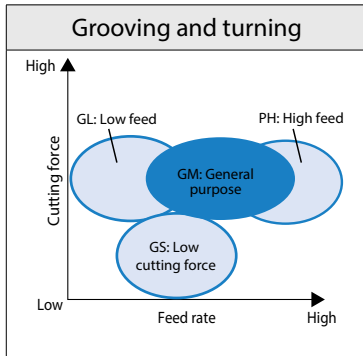 Grooving and turning
High
GL: Low feed
PH: High feed
GM: General
purpose
Cutting force
GS: Low
cutting force
Low
Feed rate
High